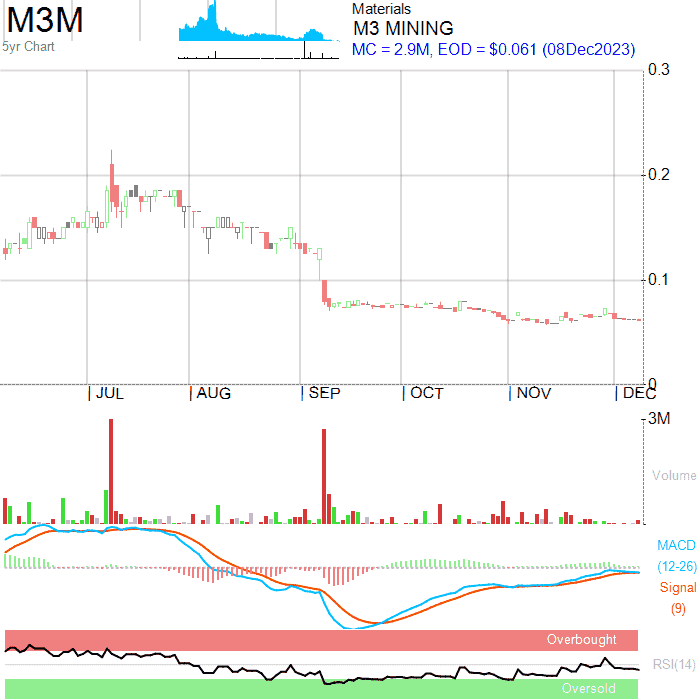 M3M
5yr Chart
Materials
M3 MINING
MC = 2.9M, EOD = $0.061 (08Dec2023)
0.3
0.2
0.1
0
JUL AUG SEP OCT NOV DEC
3M
Volume
MACD
(12-26)
Signal
(9)
Overbought
RSI(14)
Oversold